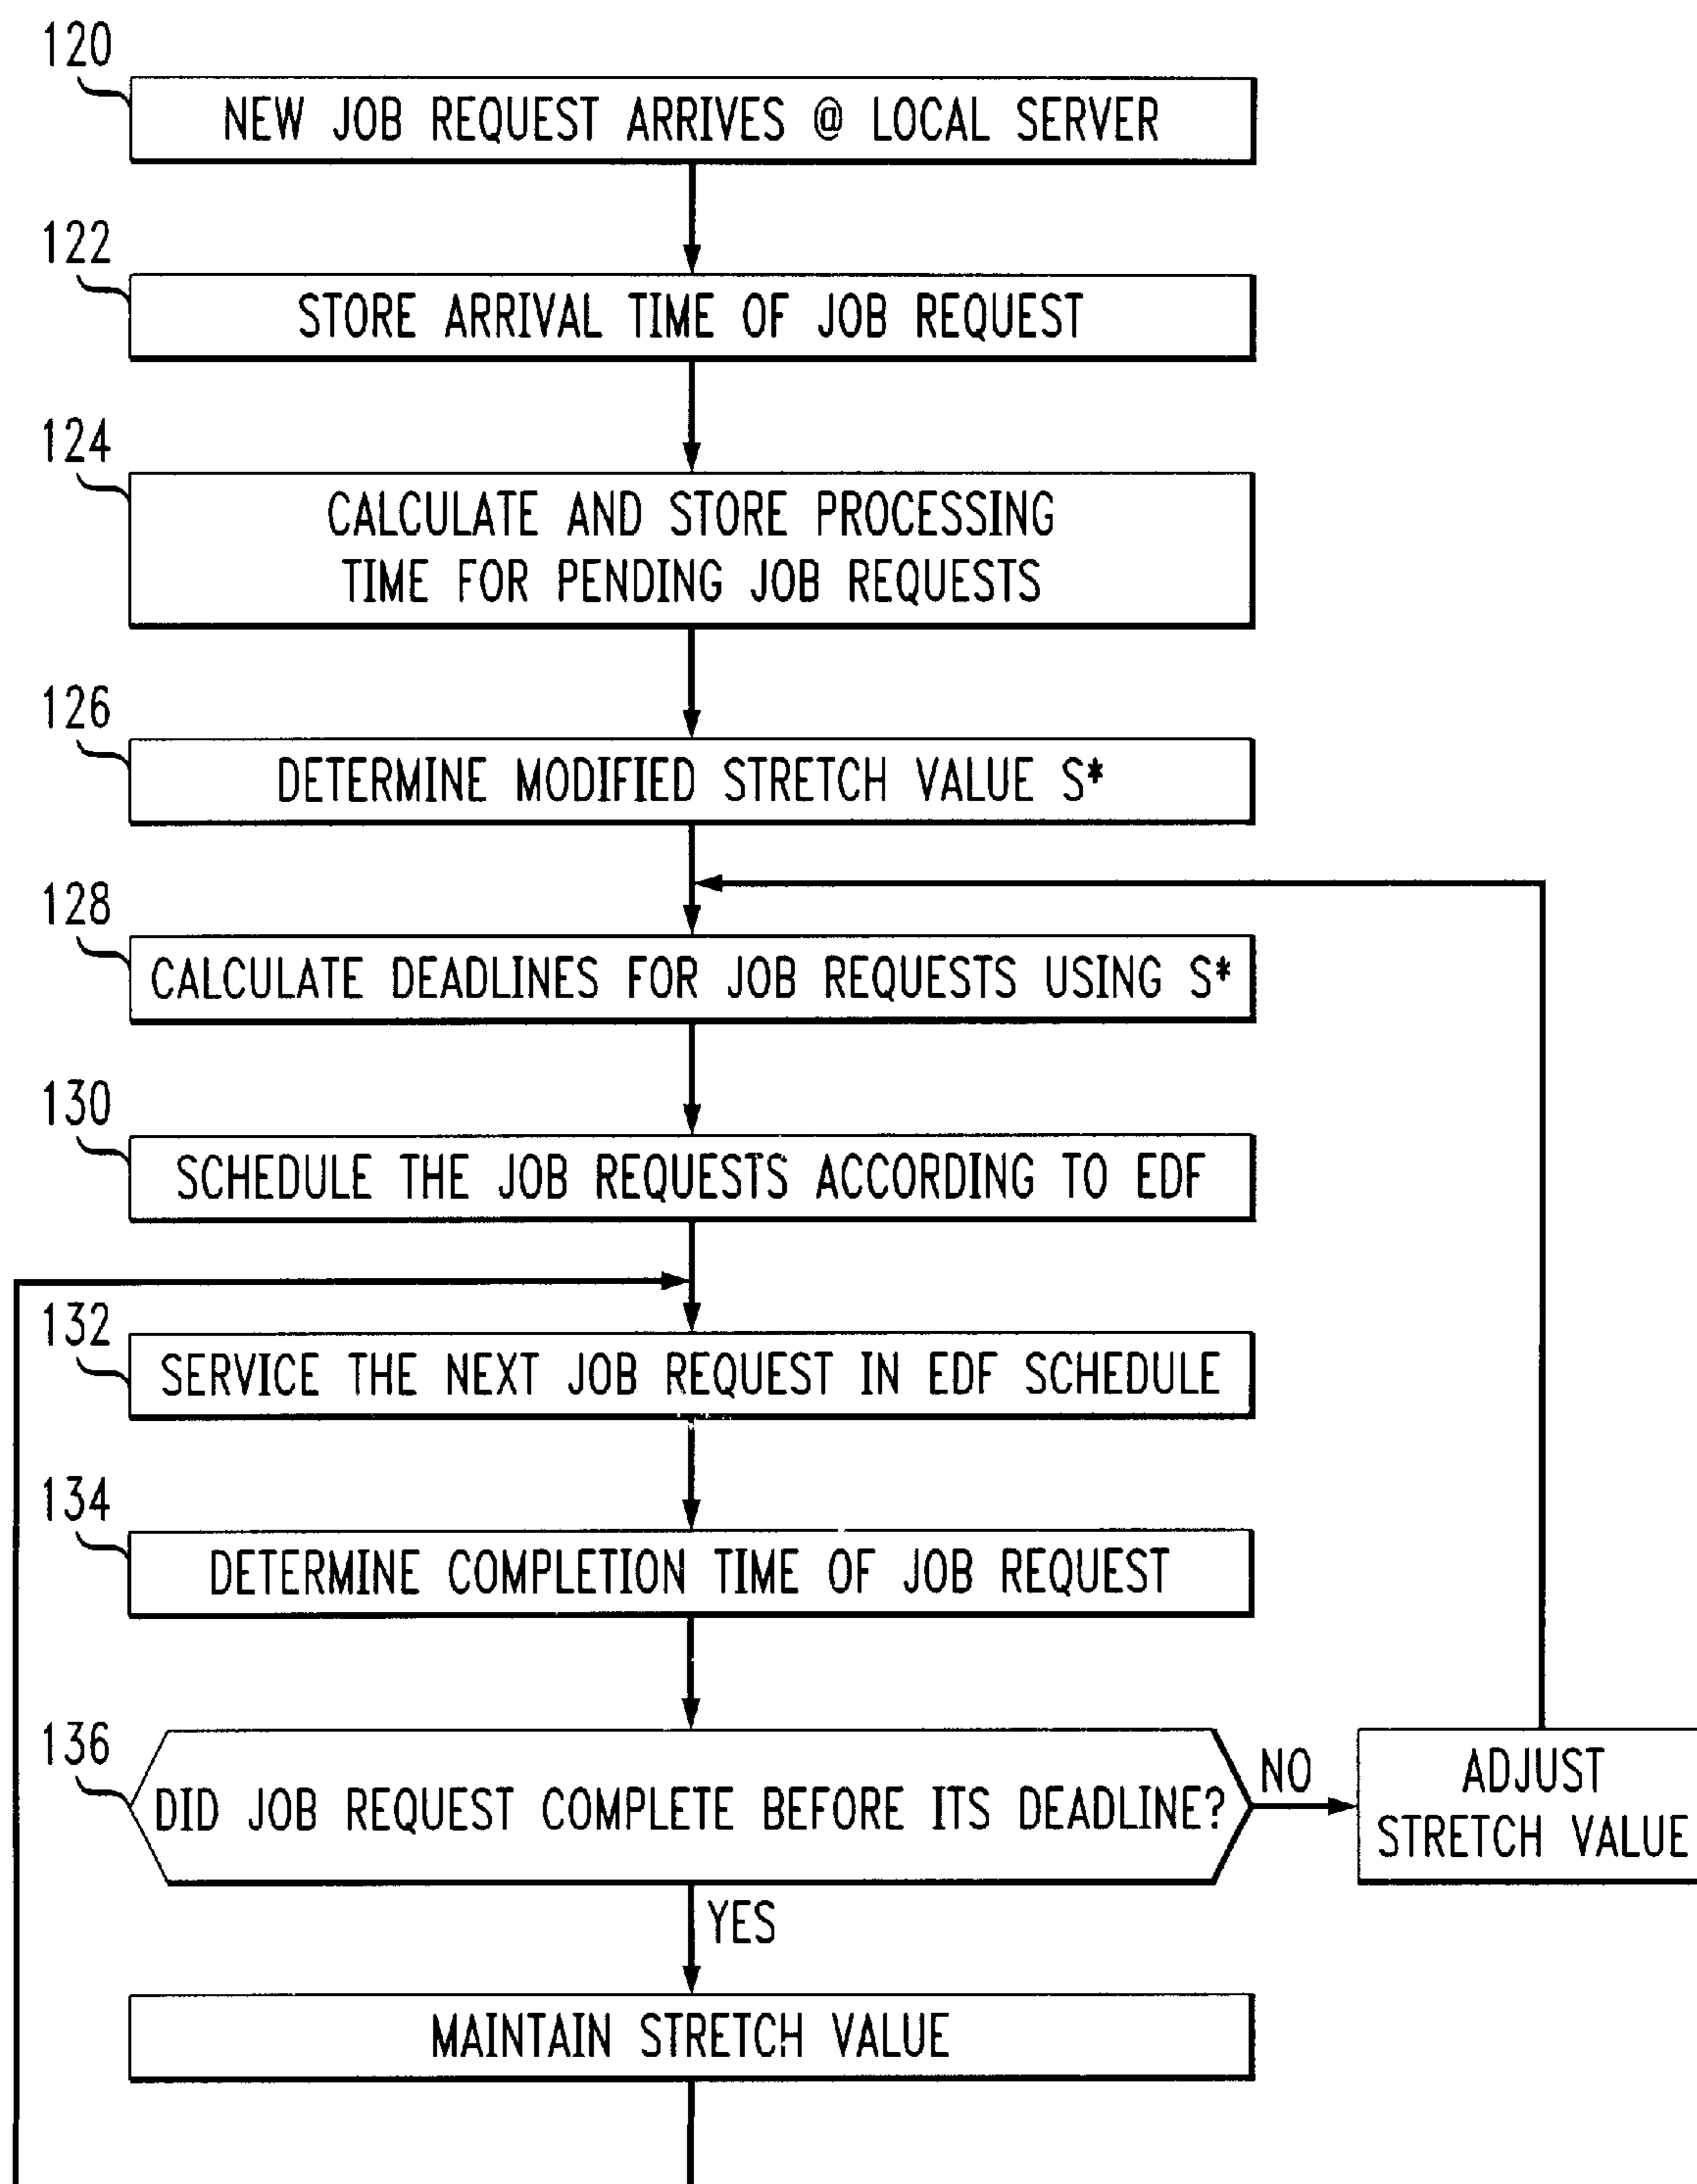 120
NEW JOB REQUEST ARRIVES @ LOCAL SERVER
122
STORE ARRIVAL TIME OF JOB REQUEST
124
CALCULATE AND STORE PROCESSING
TIME FOR PENDING JOB REQUESTS
126
DETERMINE MODIFIED STRETCH VALUE S*
128
CALCULATE DEADLINES FOR JOB REQUESTS USING S*
130
SCHEDULE THE JOB REQUESTS ACCORDING TO EDF
132
SERVICE THE NEXT JOB REQUEST IN EDF SCHEDULE
134
DETERMINE COMPLETION TIME OF JOB REQUEST
136
DID JOB REQUEST COMPLETE BEFORE ITS DEADLINE?
NO
ADJUST
STRETCH VALUE
YES
MAINTAIN STRETCH VALUE